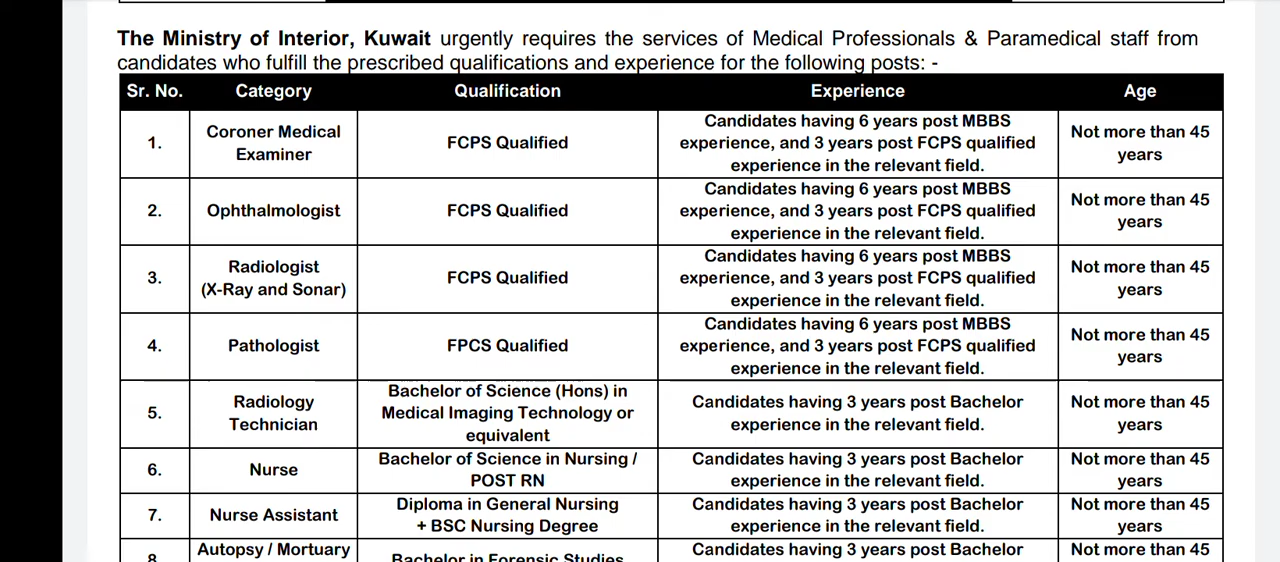 The Ministry of Interior, Kuwait urgently requires the services of Medical Professionals & Paramedical staff from
candidates who fulfill the prescribed qualifications and experience for the following posts: -
Sr. No. Category Qualification Experience Age
1. Coroner Medical Examiner FCPS Qualified Candidates having 6 years post MBBS experience, and 3 years post FCPS qualified experience in the relevant field. Not more than 45 years
2. Ophthalmologist FCPS Qualified Candidates having 6 years post MBBS experience, and 3 years post FCPS qualified experience in the relevant field. Not more than 45 years
3. Radiologist (X-Ray and Sonar) FCPS Qualified Candidates having 6 years post MBBS experience, and 3 years post FCPS qualified experience in the relevant field. Not more than 45 years
4. Pathologist FPCS Qualified Candidates having 6 years post MBBS experience, and 3 years post FCPS qualified experience in the relevant field. Not more than 45 years
5. Radiology Technician Bachelor of Science (Hons) in Medical Imaging Technology or equivalent Candidates having 3 years post Bachelor experience in the relevant field. Not more than 45 years
6. Nurse Bachelor of Science in Nursing / POST RN Candidates having 3 years post Bachelor experience in the relevant field. Not more than 45 years
7. Nurse Assistant Diploma in General Nursing + BSC Nursing Degree Candidates having 3 years post Bachelor experience in the relevant field. Not more than 45 years
8. Autopsy / Mortuary Bachelor in Forensic Studies Candidates having 3 years post Bachelor Not more than 45